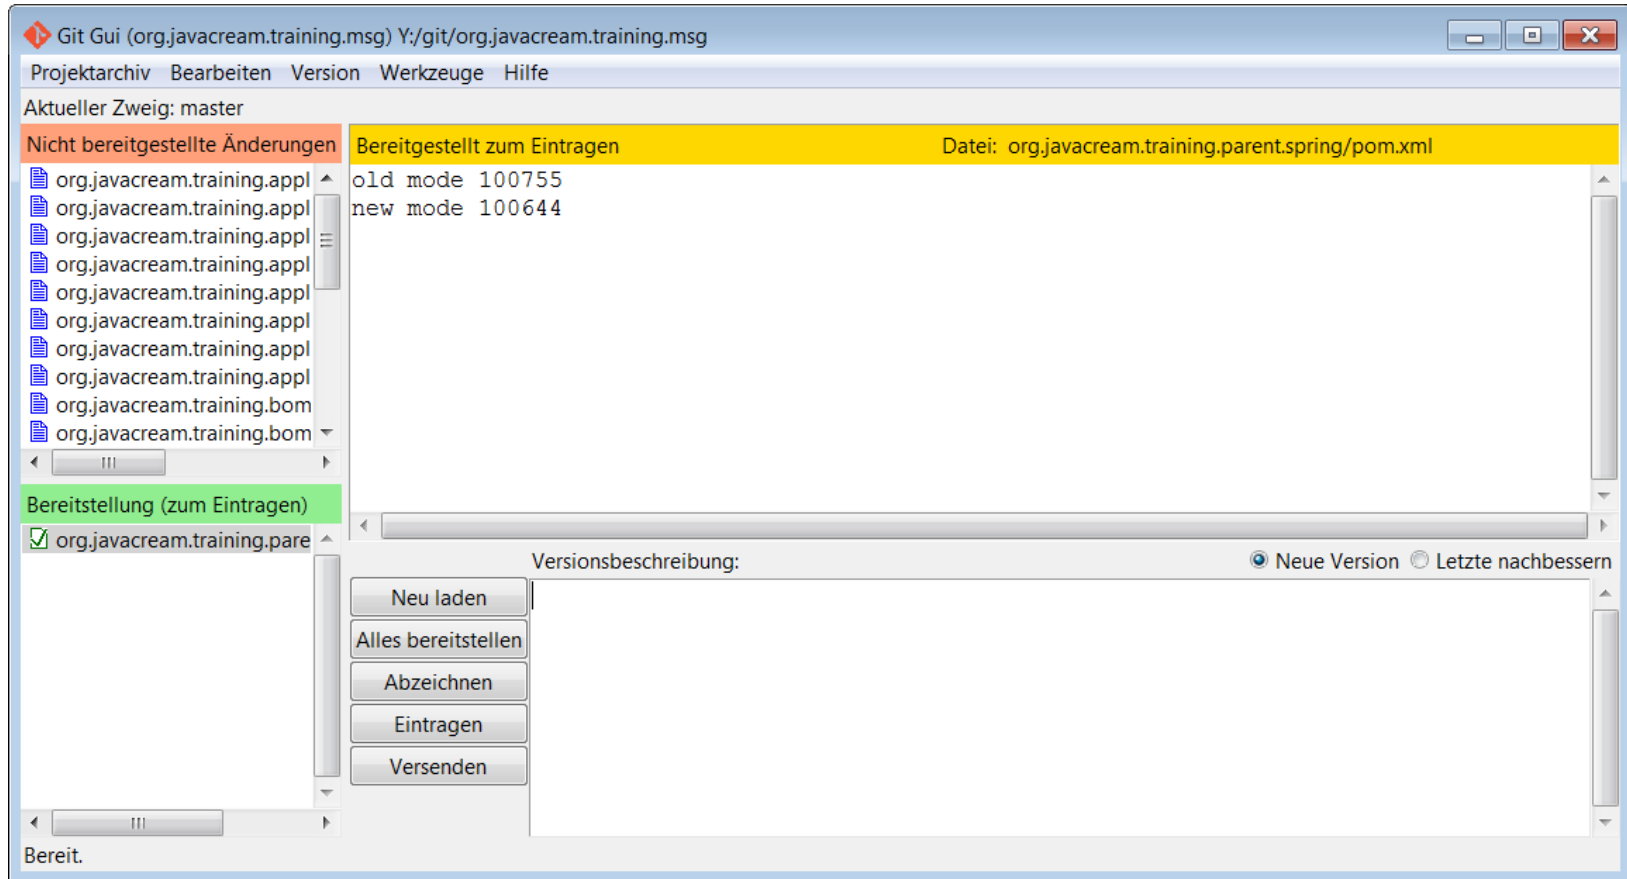 Git Gui (org.javacream.training.msg) Y:/git/org.javacream.training.msg
Projektarchiv Bearbeiten Version Werkzeuge Hilfe
Aktueller Zweig: master
Nicht bereitgestellte Änderungen
org.javacream.training.appl
org.javacream.training.appl
org.javacream.training.appl
org.javacream.training.appl
org.javacream.training.appl
org.javacream.training.appl
org.javacream.training.appl
org.javacream.training.appl
org.javacream.training.bom
org.javacream.training.bom
Bereitstellung (zum Eintragen)
org.javacream.training.pare
Bereitgestellt zum Eintragen Datei: org.javacream.training.parent.spring/pom.xml
old mode 100755
new mode 100644
Versionsbeschreibung: Neue Version Letzte nachbessern
Neu laden
Alles bereitstellen
Abzeichnen
Eintragen
Versenden
Bereit.